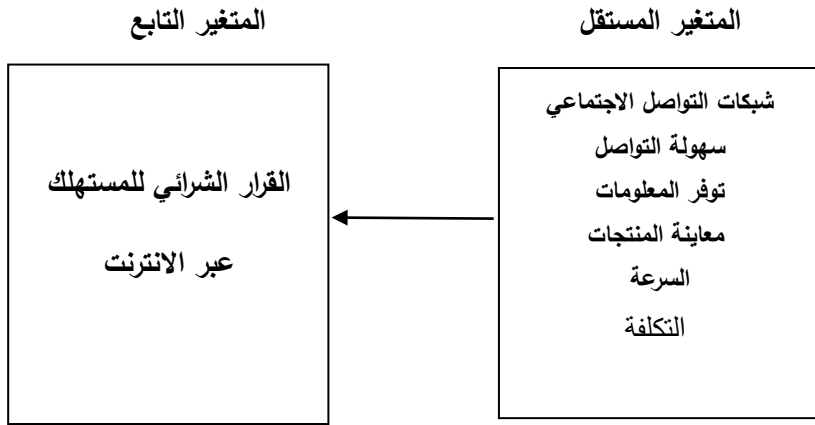 المتغير المستقل
شبكات التواصل الاجتماعي
سهولة التواصل
توفر المعلومات
معاينة المنتجات
السرعة
التكلفة
المتغير التابع
القرار الشرائي للمستهلك
عبر الانترنت